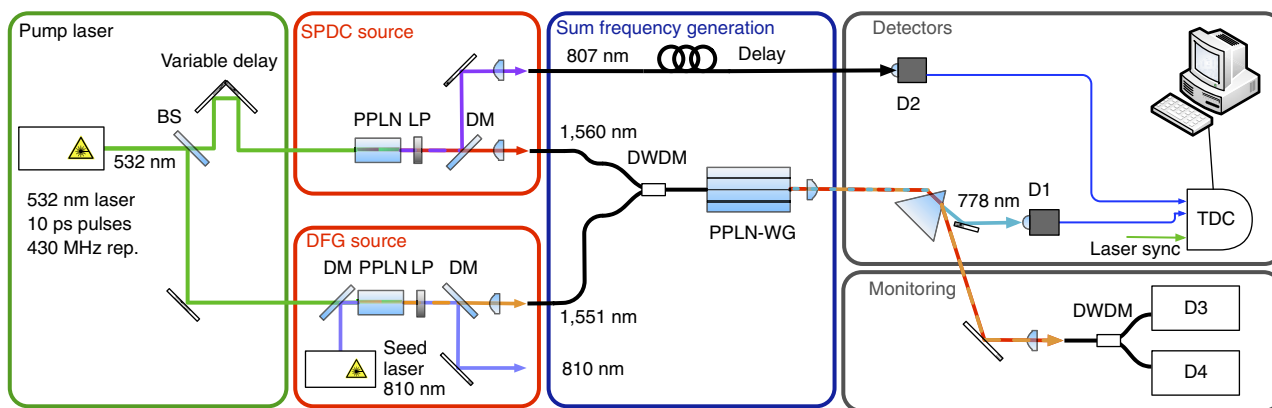 Pump laser
Variable delay
BS
532 nm
532 nm laser
10 ps pulses
430 MHz rep.
SPDC source
PPLN LP
DM
DFG source
DM PPLN LP
DM
Seed
laser
810 nm
Sum frequency generation
807 nm
Delay
1,560 nm
DWDM
PPLN-WG
1,551 nm
810 nm
Detectors
D2
D1
778 nm
TDC
Laser sync
Monitoring
DWDM
D3
D4